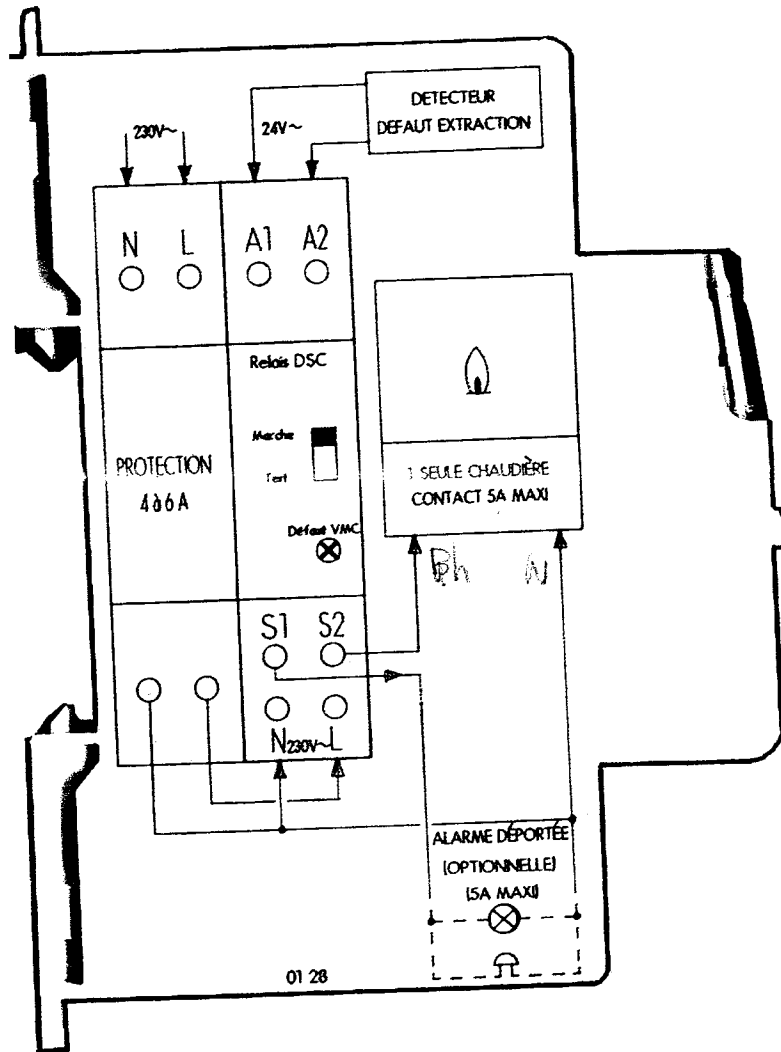 DETECTEUR
DEFAUT EXTRACTION
230V~
24V~
N L A1 A2
Relais DSC
Marche
Test
PROTECTION
4à6A
1 SEULE CHAUDIÈRE
CONTACT 5A MAXI
Défaut VMC
Ph N
S1 S2
N 230V~ L
ALARME DÉPORTÉE
(OPTIONNELLE)
(5A MAXI)
01 28